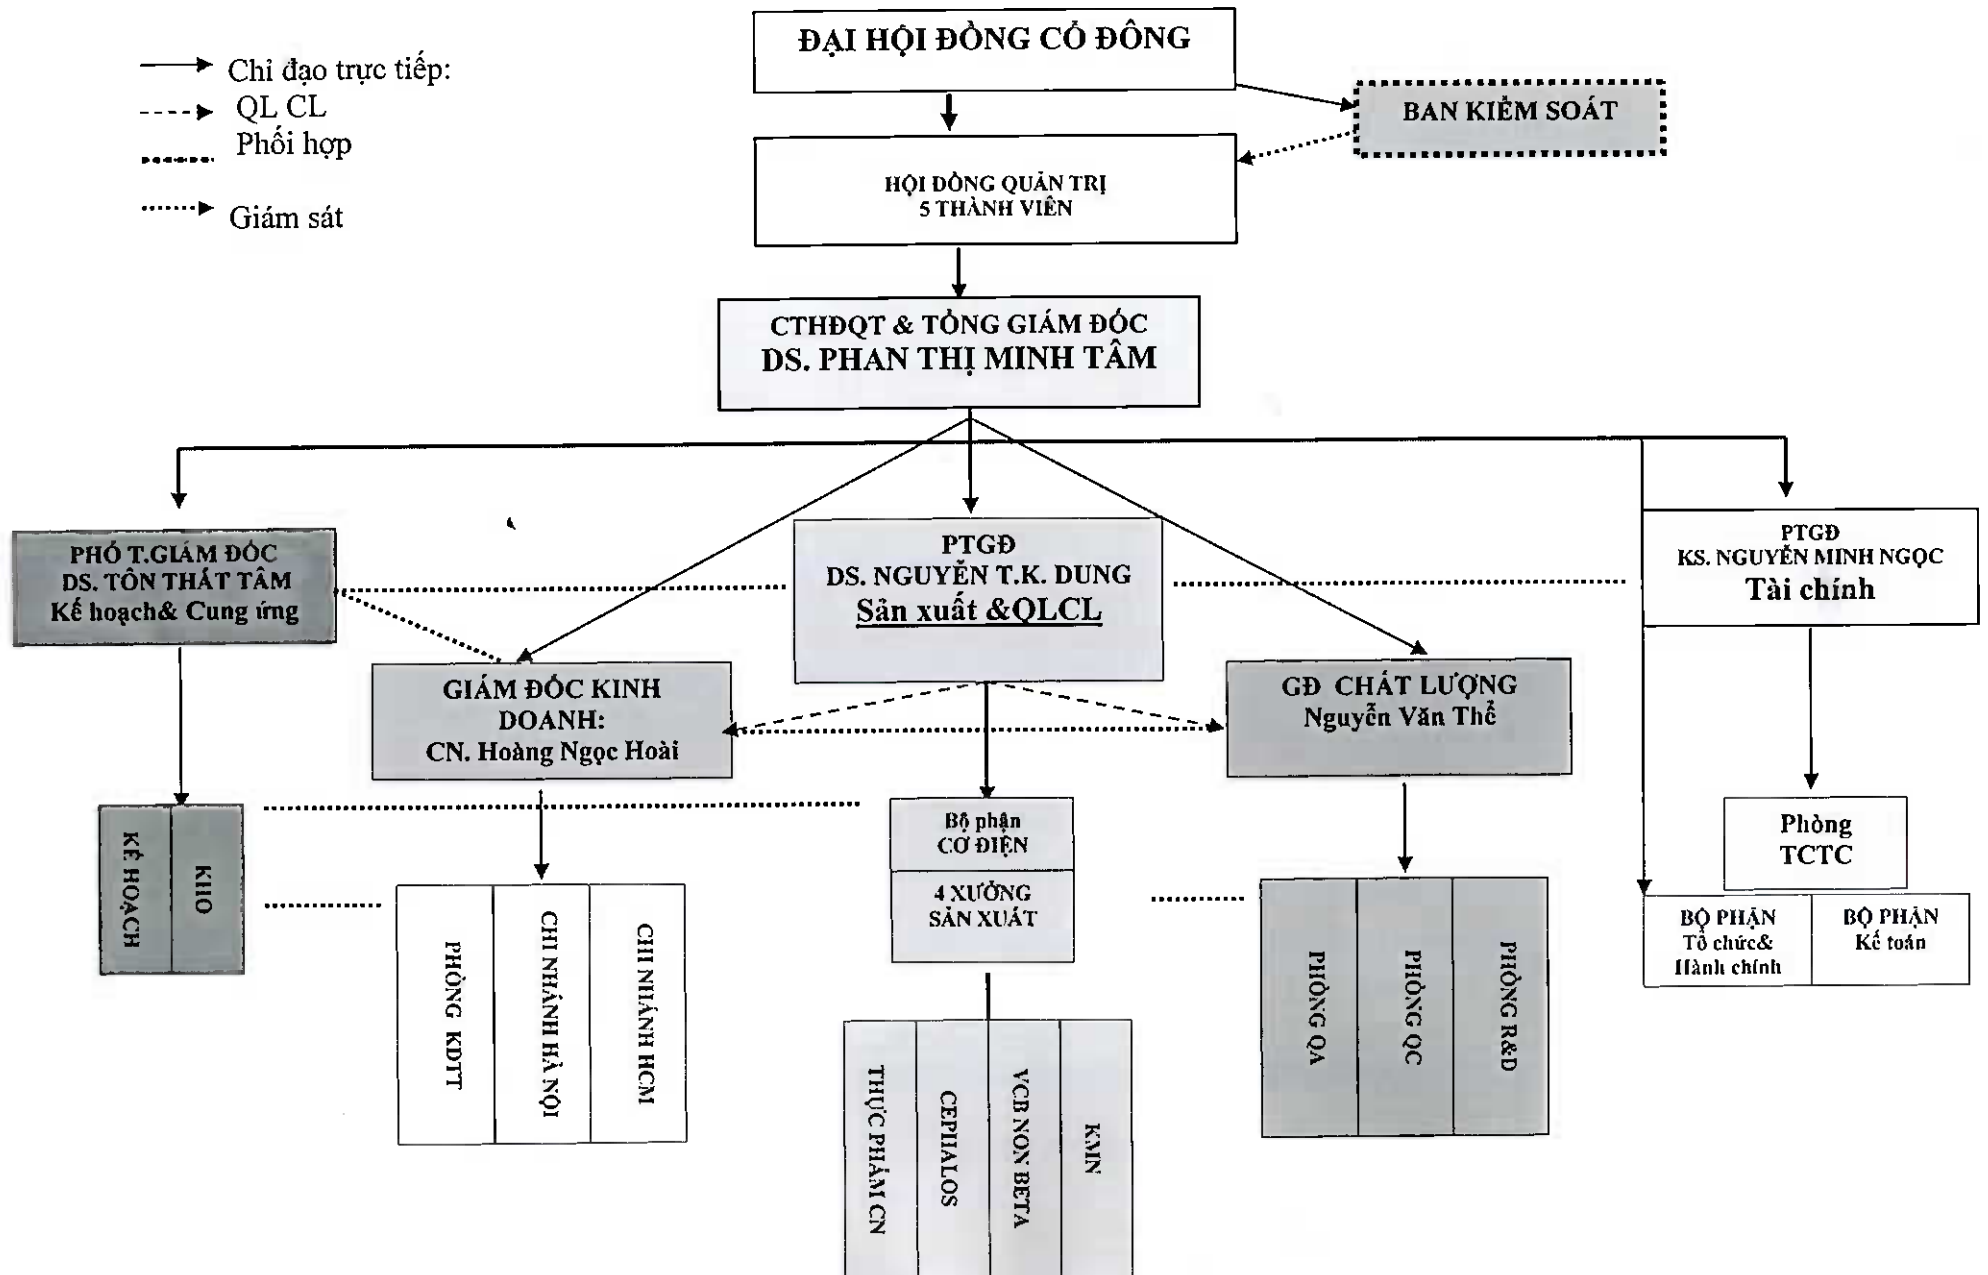 Chỉ đạo trực tiếp:
QL CL
Phối hợp
Giám sát
ĐẠI HỘI ĐỒNG CỔ ĐÔNG
BAN KIỂM SOÁT
HỘI ĐỒNG QUẢN TRỊ
5 THÀNH VIÊN
CTHĐQT & TỔNG GIÁM ĐỐC
DS. PHAN THỊ MINH TÂM
PHÓ T.GIÁM ĐỐC
DS. TÔN THẤT TÂM
Kế hoạch& Cung ứng
PTGĐ
DS. NGUYỄN T.K. DUNG
Sản xuất &QLCL
PTGĐ
KS. NGUYỄN MINH NGỌC
Tài chính
GIÁM ĐỐC KINH
DOANH:
CN. Hoàng Ngọc Hoài
GĐ CHẤT LƯỢNG
Nguyễn Văn Thể
KẾ HOẠCH
KHO
PHÒNG KDTT
CHI NHÁNH HÀ NỘI
CHI NHÁNH HCM
Bộ phận
CƠ ĐIỆN
4 XƯỞNG
SẢN XUẤT
THỰC PHẨM CN
CEPHALOS
VCB NON BETA
KMN
PHÒNG QA
PHÒNG QC
PHÒNG R&D
Phòng
TCTC
BỘ PHẬN
Tổ chức&
Hành chính
BỘ PHẬN
Kế toán